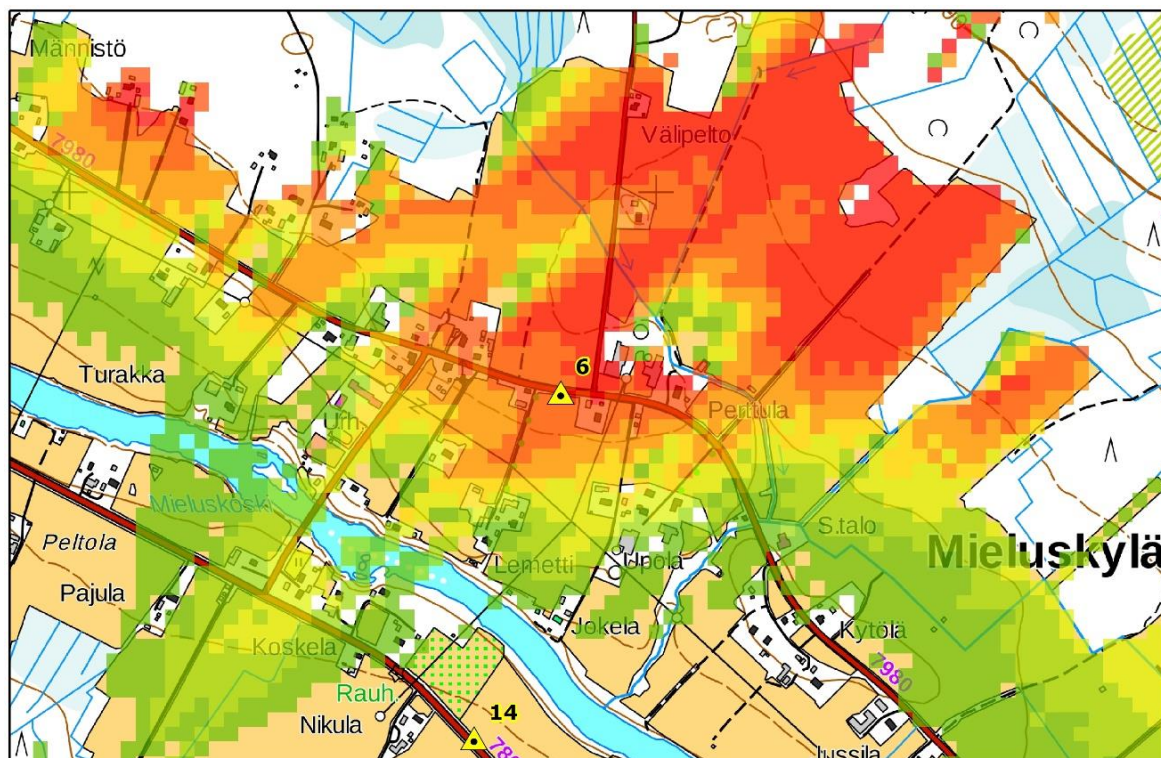 Männistö
7980
Välipelto
6
Turakka
Urh.
Perttula
Mieluskoski
S.talo
Peltola
Lemetti
Upola
Mieluskylä
Pajula
Jokela
Kytölä
Koskela
7980
Rauh.
Nikula
14
Jussila